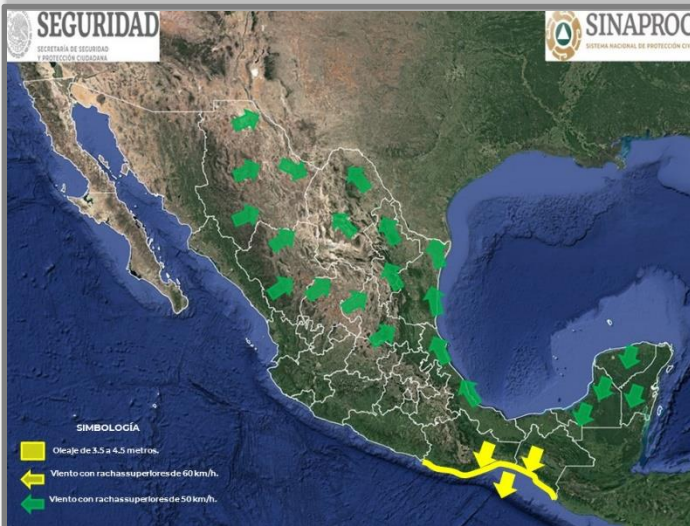 SEGURIDAD
SECRETARÍA DE SEGURIDAD
Y PROTECCIÓN CIUDADANA
SINAPROC
SISTEMA NACIONAL DE PROTECCIÓN CIV
SIMBOLOGÍA
Oleaje de 3.5 a 4.5 metros.
Viento con rachas superiores de 60 km/h.
Viento con rachas superiores de 50 km/h.